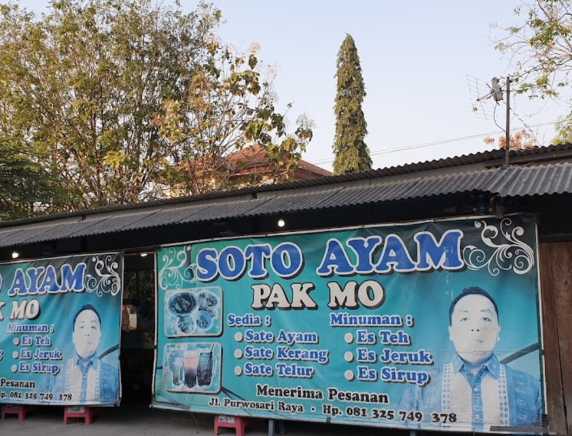 O AYAM
K MO
Minuman :
Es Teh
Es Jeruk
Es Sirup
Pesanan
Hp. 081 325 749 378
SOTO AYAM
PAK MO
Sedia :
Sate Ayam
Sate Kerang
Sate Telur
Minuman :
Es Teh
Es Jeruk
Es Sirup
Menerima Pesanan
Jl. Purwosari Raya - Hp. 081 325 749 378